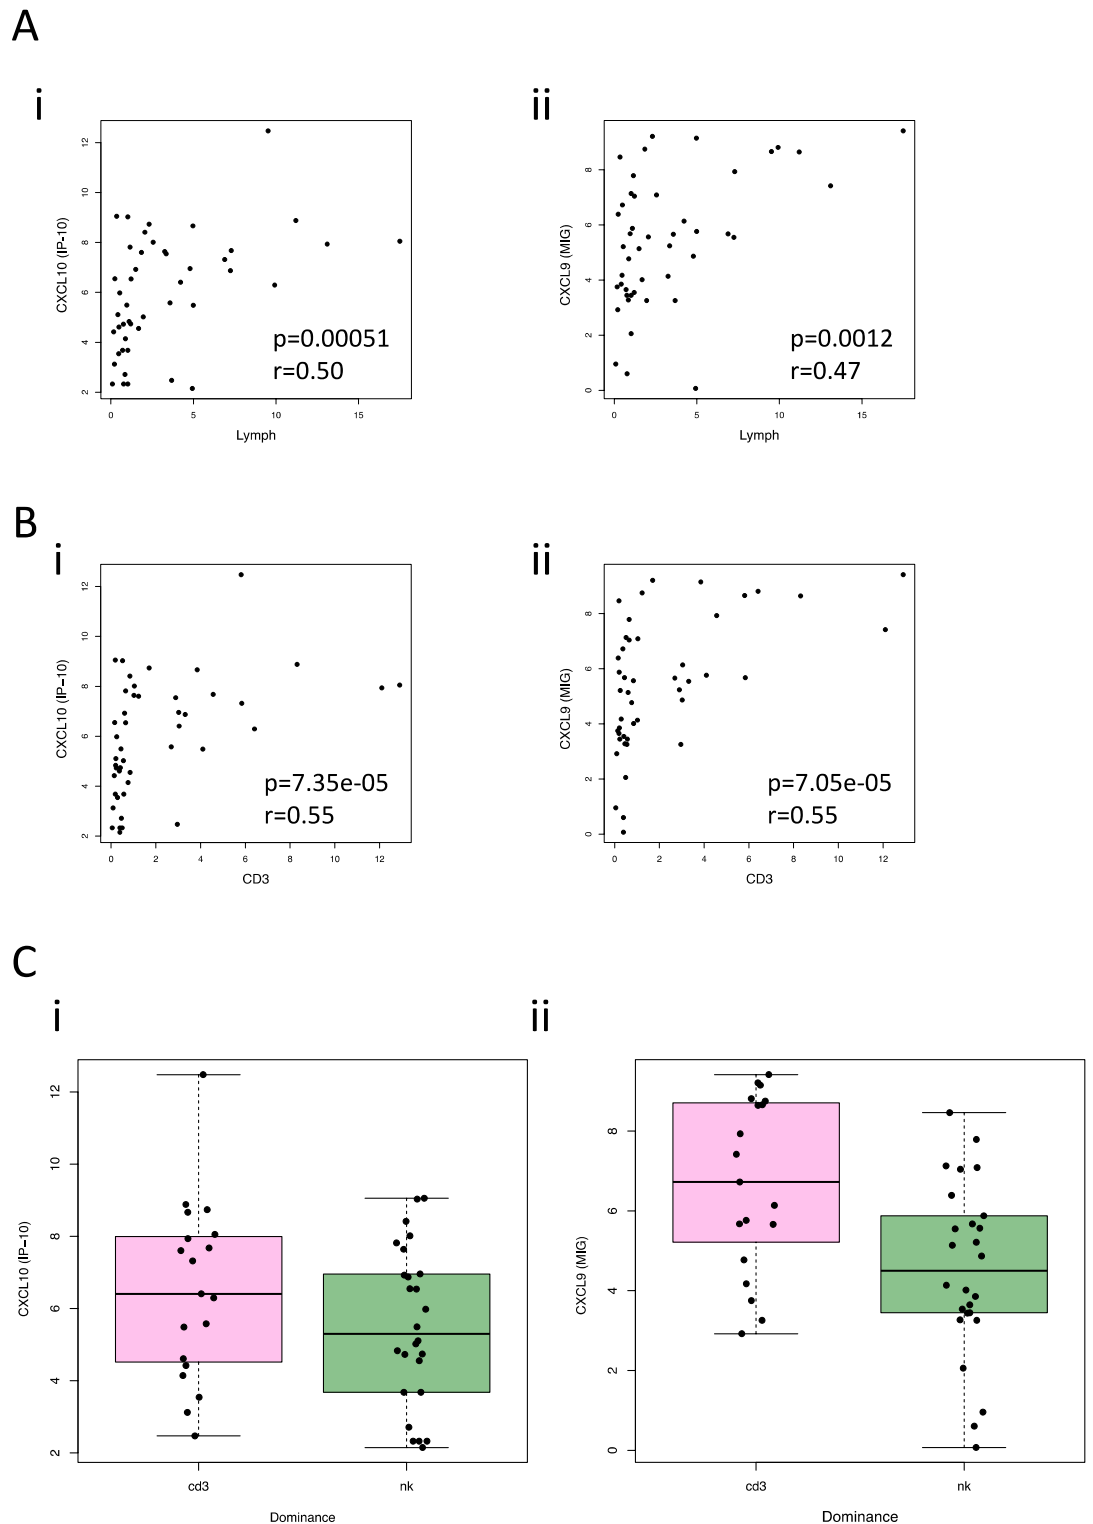 A
i
ii
CXCL10 (IP−10)
2
4
6
8
10
12
p=0.00051
r=0.50
0
5
10
15
Lymph
CXCL9 (MIG)
0
2
4
6
8
p=0.0012
r=0.47
0
5
10
15
Lymph
B
i
ii
CXCL10 (IP−10)
2
4
6
8
10
12
p=7.35e-05
r=0.55
0
2
4
6
8
10
12
CD3
CXCL9 (MIG)
0
2
4
6
8
p=7.05e-05
r=0.55
0
2
4
6
8
10
12
CD3
C
i
ii
CXCL10 (IP−10)
2
4
6
8
10
12
cd3
nk
Dominance
CXCL9 (MIG)
0
2
4
6
8
cd3
nk
Dominance